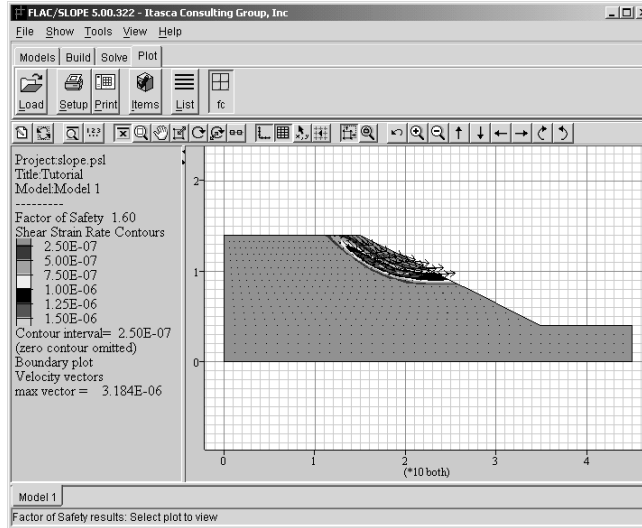 FLAC/SLOPE 5.00.322 - Itasca Consulting Group, Inc
File Show Tools View Help
Models Build Solve Plot
Load Setup Print Items List fc
Project:slope.psl
Title:Tutorial
Model:Model 1
---------
Factor of Safety 1.60
Shear Strain Rate Contours
2.50E-07
5.00E-07
7.50E-07
1.00E-06
1.25E-06
1.50E-06
Contour interval= 2.50E-07
(zero contour omitted)
Boundary plot
Velocity vectors
max vector = 3.184E-06
2
1
0
0 1 2 3 4
(*10 both)
Model 1
Factor of Safety results: Select plot to view